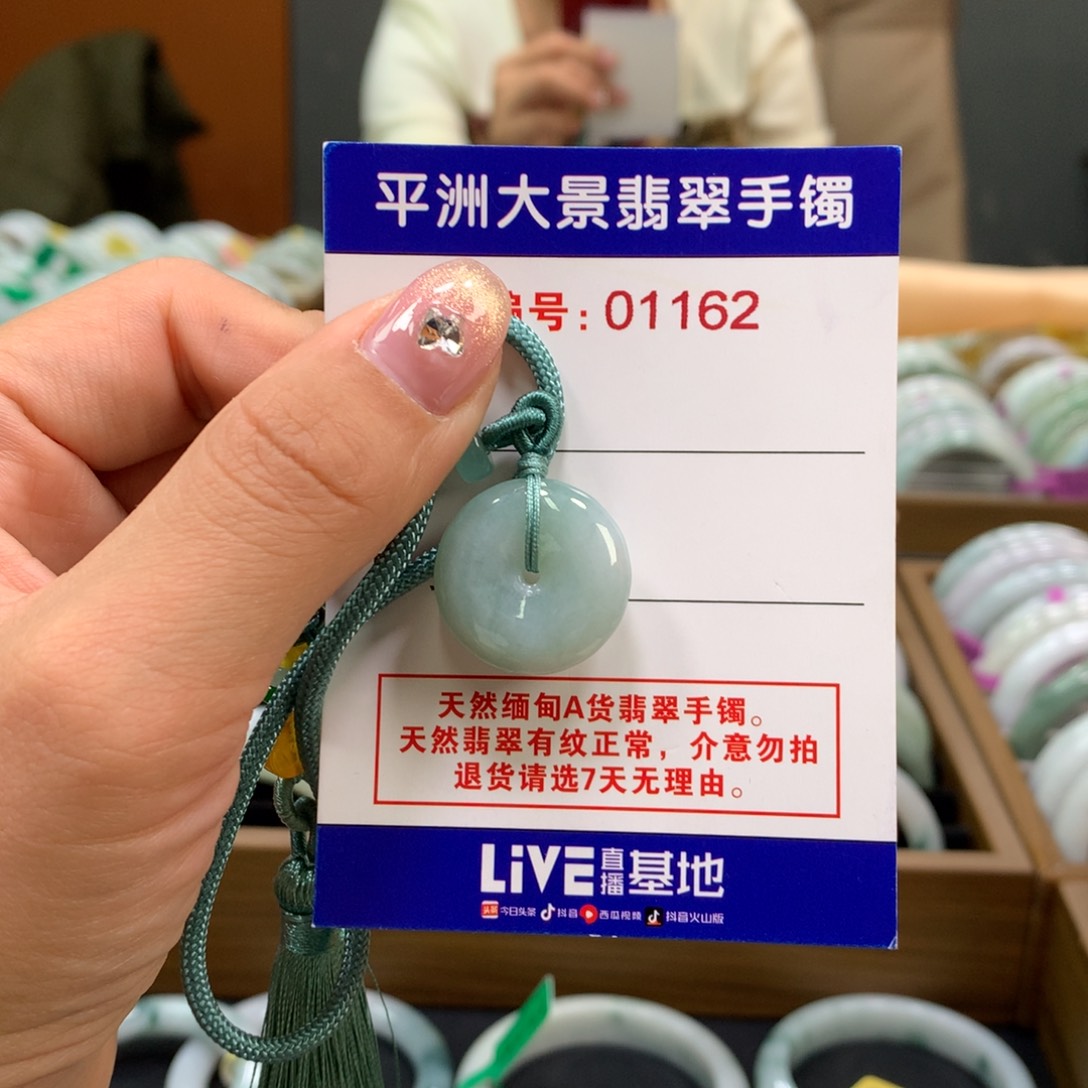 平洲大景翡翠手镯
编号：01162
天然缅甸A货翡翠手镯。
天然翡翠有纹正常，介意勿拍
退货请选7天无理由。
LiVE直播基地
头条 今日头条 抖音 西瓜视频 抖音火山版